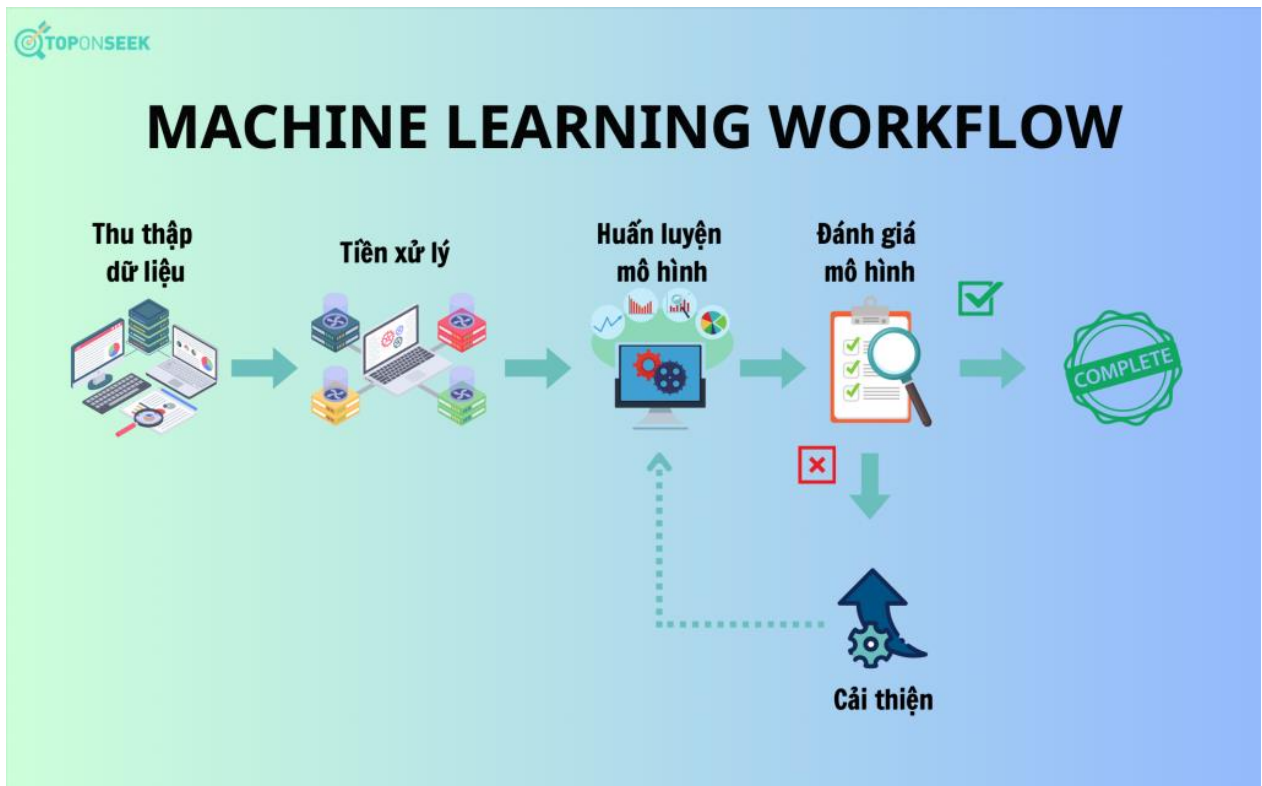 TOPONSEEK
MACHINE LEARNING WORKFLOW
Thu thập
dữ liệu
Tiền xử lý
Huấn luyện
mô hình
Đánh giá
mô hình
COMPLETE
Cải thiện